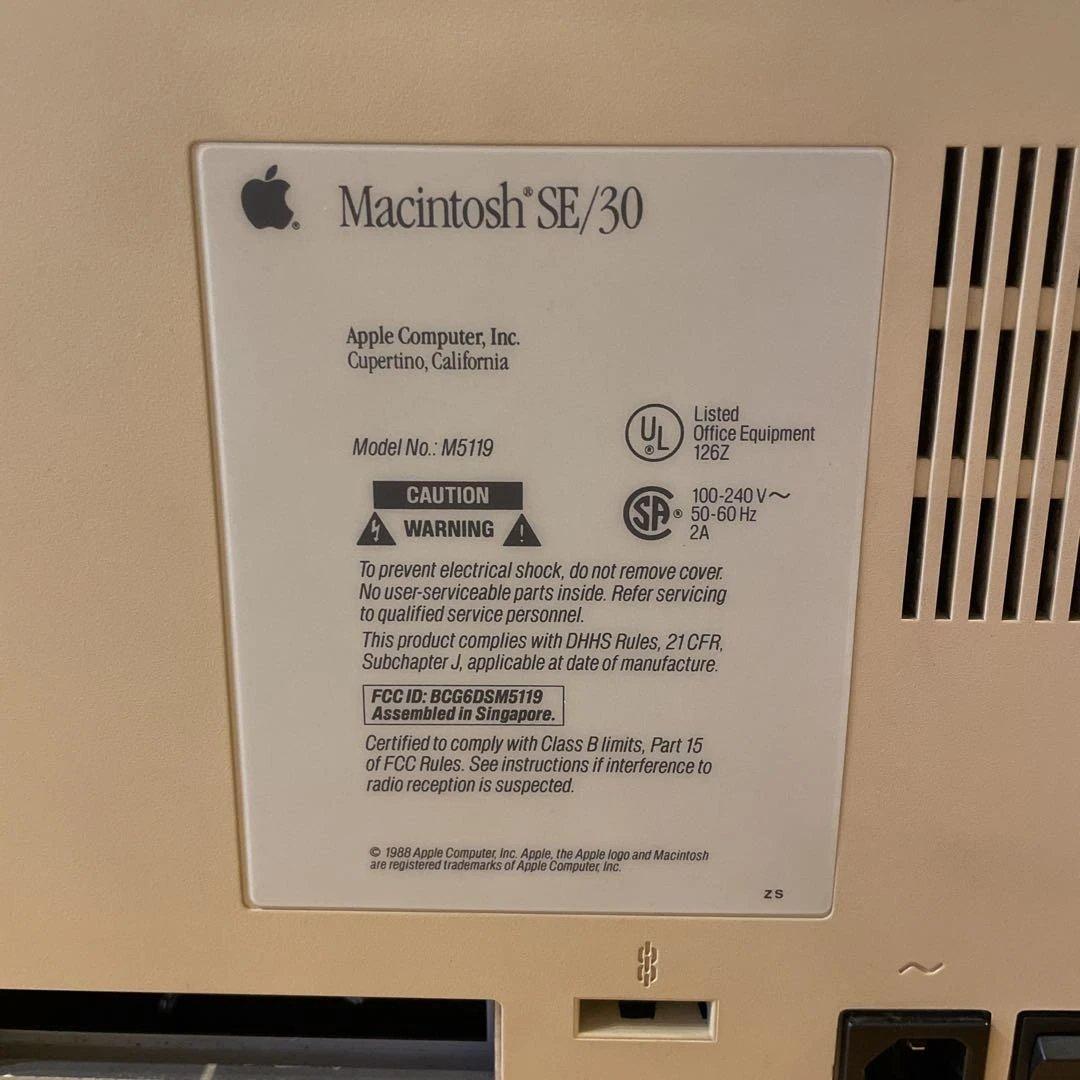 Macintosh® SE/30
Apple Computer, Inc.
Cupertino, California
Model No.: M5119
UL®
Listed
Office Equipment
126Z
CAUTION
WARNING
SA®
100-240 V~
50-60 Hz
2A
To prevent electrical shock, do not remove cover.
No user-serviceable parts inside. Refer servicing
to qualified service personnel.
This product complies with DHHS Rules, 21 CFR,
Subchapter J, applicable at date of manufacture.
FCC ID: BCG6DSM5119
Assembled in Singapore.
Certified to comply with Class B limits, Part 15
of FCC Rules. See instructions if interference to
radio reception is suspected.
© 1988 Apple Computer, Inc. Apple, the Apple logo and Macintosh
are registered trademarks of Apple Computer, Inc.
ZS